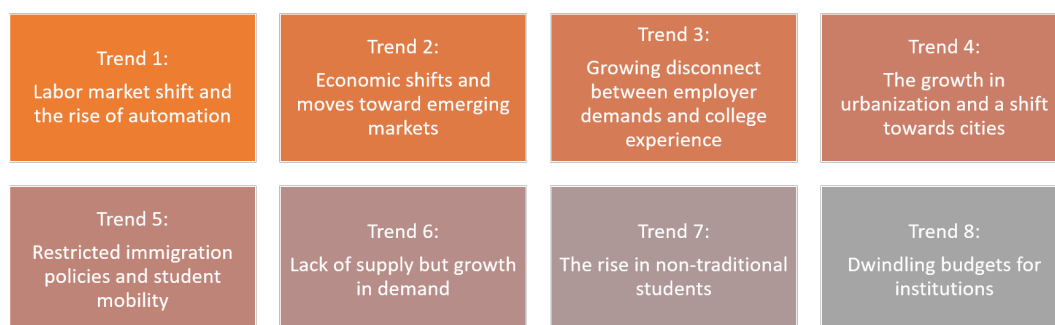 Trend 1:
Labor market shift and
the rise of automation
Trend 2:
Economic shifts and
moves toward emerging
markets
Trend 3:
Growing disconnect
between employer
demands and college
experience
Trend 4:
The growth in
urbanization and a shift
towards cities
Trend 5:
Restricted immigration
policies and student
mobility
Trend 6:
Lack of supply but growth
in demand
Trend 7:
The rise in non-traditional
students
Trend 8:
Dwindling budgets for
institutions